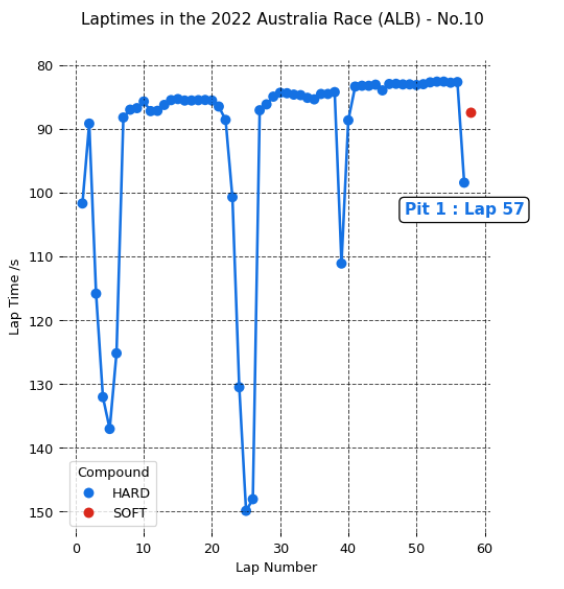 Laptimes in the 2022 Australia Race (ALB) - No.10
80
90
100
110
120
130
140
150
Lap Time /s
Pit 1 : Lap 57
Compound
HARD
SOFT
0 10 20 30 40 50 60
Lap Number